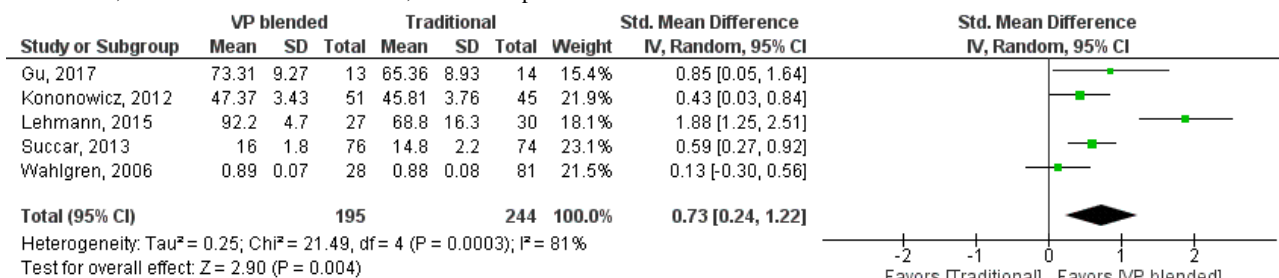 VP blended Traditional Std. Mean Difference Std. Mean Difference
Study or Subgroup Mean SD Total Mean SD Total Weight IV, Random, 95% CI IV, Random, 95% CI
Gu, 2017 73.31 9.27 13 65.36 8.93 14 15.4% 0.85 [0.05, 1.64]
Kononowicz, 2012 47.37 3.43 51 45.81 3.76 45 21.9% 0.43 [0.03, 0.84]
Lehmann, 2015 92.2 4.7 27 68.8 16.3 30 18.1% 1.88 [1.25, 2.51]
Succar, 2013 16 1.8 76 14.8 2.2 74 23.1% 0.59 [0.27, 0.92]
Wahlgren, 2006 0.89 0.07 28 0.88 0.08 81 21.5% 0.13 [-0.30, 0.56]
Total (95% CI) 195 244 100.0% 0.73 [0.24, 1.22]
Heterogeneity: Tau² = 0.25; Chi² = 21.49, df = 4 (P = 0.0003); I² = 81%
Test for overall effect: Z = 2.90 (P = 0.004)
-2 -1 0 1 2
Favors [Traditional] Favors [VP blended]